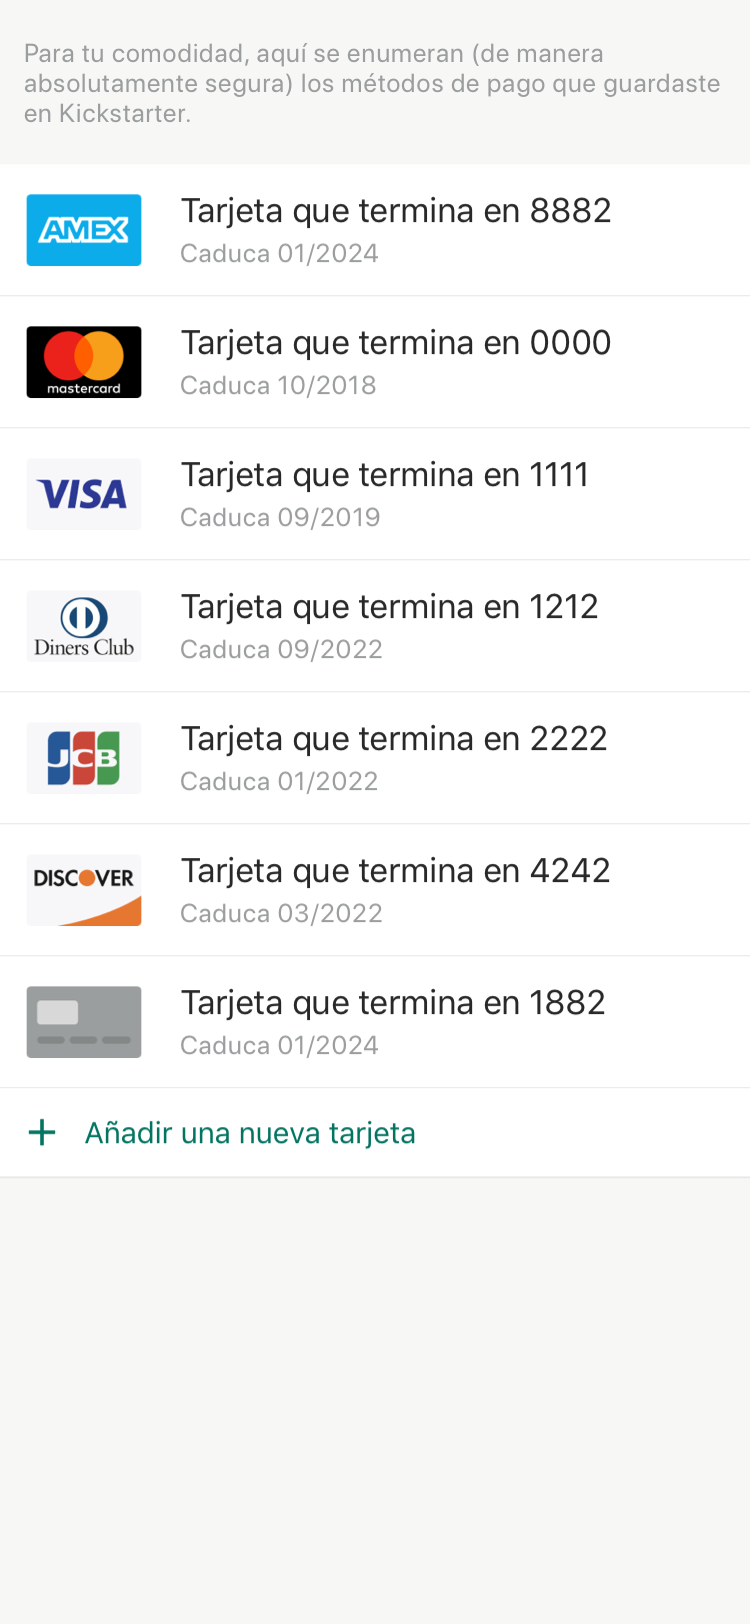 Para tu comodidad, aquí se enumeran (de manera
absolutamente segura) los métodos de pago que guardaste
en Kickstarter.
AMEX
Tarjeta que termina en 8882
Caduca 01/2024
mastercard
Tarjeta que termina en 0000
Caduca 10/2018
VISA
Tarjeta que termina en 1111
Caduca 09/2019
Diners Club
Tarjeta que termina en 1212
Caduca 09/2022
JCB
Tarjeta que termina en 2222
Caduca 01/2022
DISCOVER
Tarjeta que termina en 4242
Caduca 03/2022
Tarjeta que termina en 1882
Caduca 01/2024
+ Añadir una nueva tarjeta